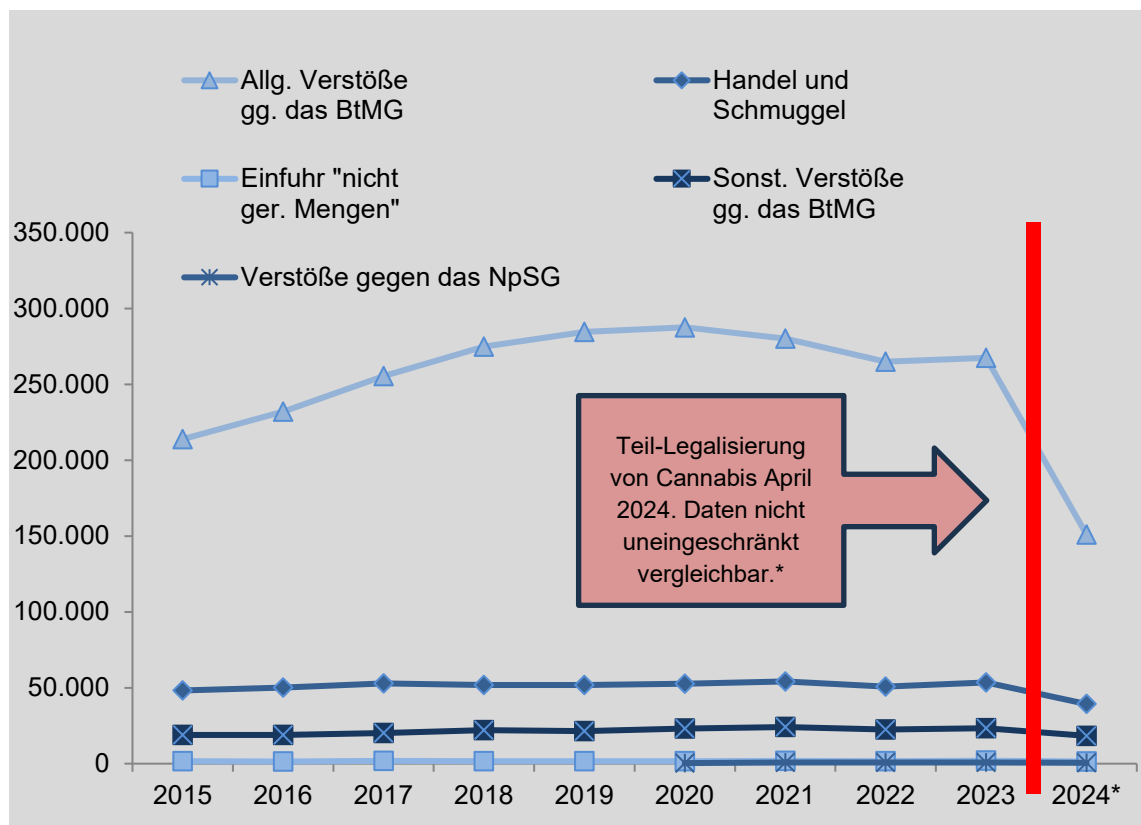 Allg. Verstöße
gg. das BtMG
Handel und
Schmuggel
Einfuhr "nicht
ger. Mengen"
Sonst. Verstöße
gg. das BtMG
Verstöße gegen das NpSG
350.000
300.000
250.000
200.000
150.000
100.000
50.000
0
Teil-Legalisierung
von Cannabis April
2024. Daten nicht
uneingeschränkt
vergleichbar.*
2015 2016 2017 2018 2019 2020 2021 2022 2023 2024*